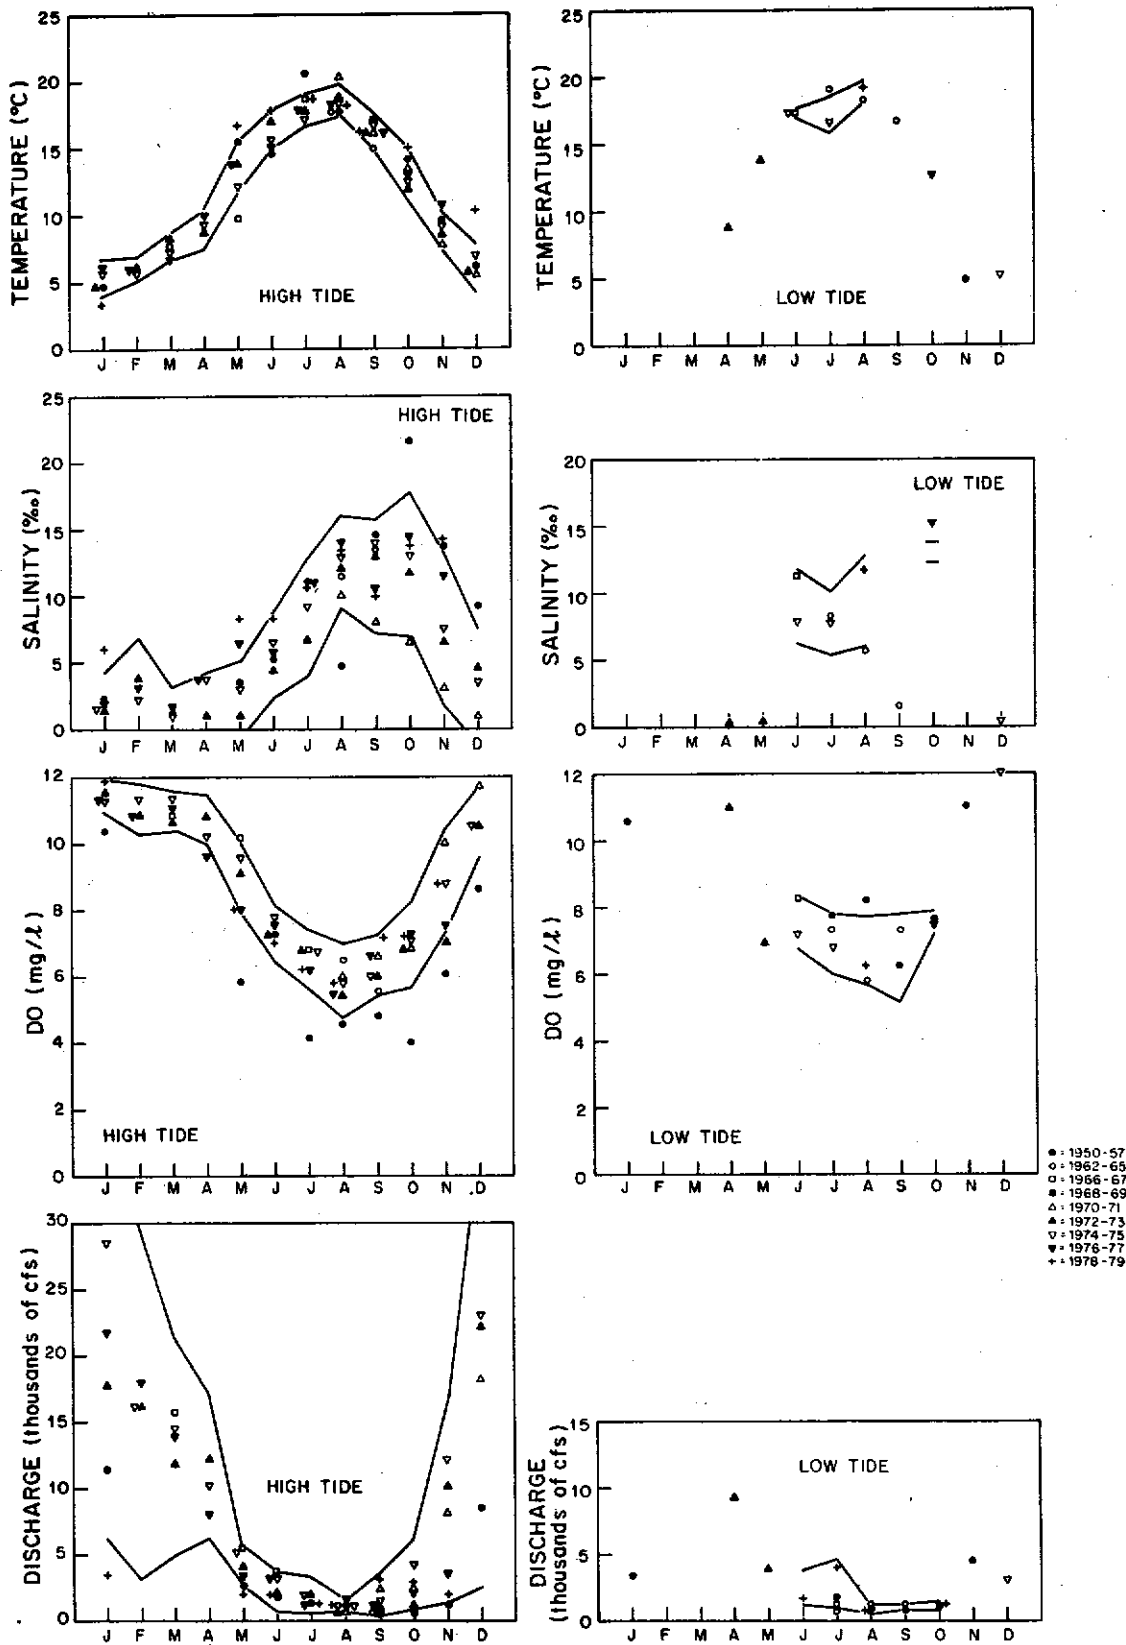 25
20
15
10
5
0
TEMPERATURE (°C)
HIGH TIDE
J F M A M J J A S O N D
25
20
15
10
5
0
TEMPERATURE (°C)
LOW TIDE
J F M A M J J A S O N D
25
20
15
10
5
0
SALINITY (‰)
HIGH TIDE
J F M A M J J A S O N D
20
15
10
5
0
SALINITY (‰)
LOW TIDE
J F M A M J J A S O N D
12
10
8
6
4
2
0
DO (mg/ℓ)
HIGH TIDE
J F M A M J J A S O N D
12
10
8
6
4
2
0
DO (mg/ℓ)
LOW TIDE
J F M A M J J A S O N D
● = 1950-57
○ = 1962-65
□ = 1966-67
■ = 1968-69
△ = 1970-71
▲ = 1972-73
▽ = 1974-75
▼ = 1976-77
+ = 1978-79
30
25
20
15
10
5
0
DISCHARGE (thousands of cfs)
HIGH TIDE
J F M A M J J A S O N D
15
10
5
0
DISCHARGE
(thousands of cfs)
LOW TIDE
J F M A M J J A S O N D